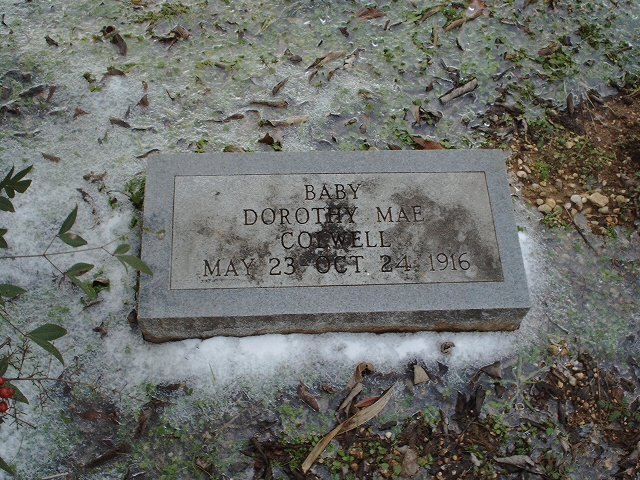 BABY
DOROTHY MAE
COLWELL
MAY 23-OCT. 24, 1916